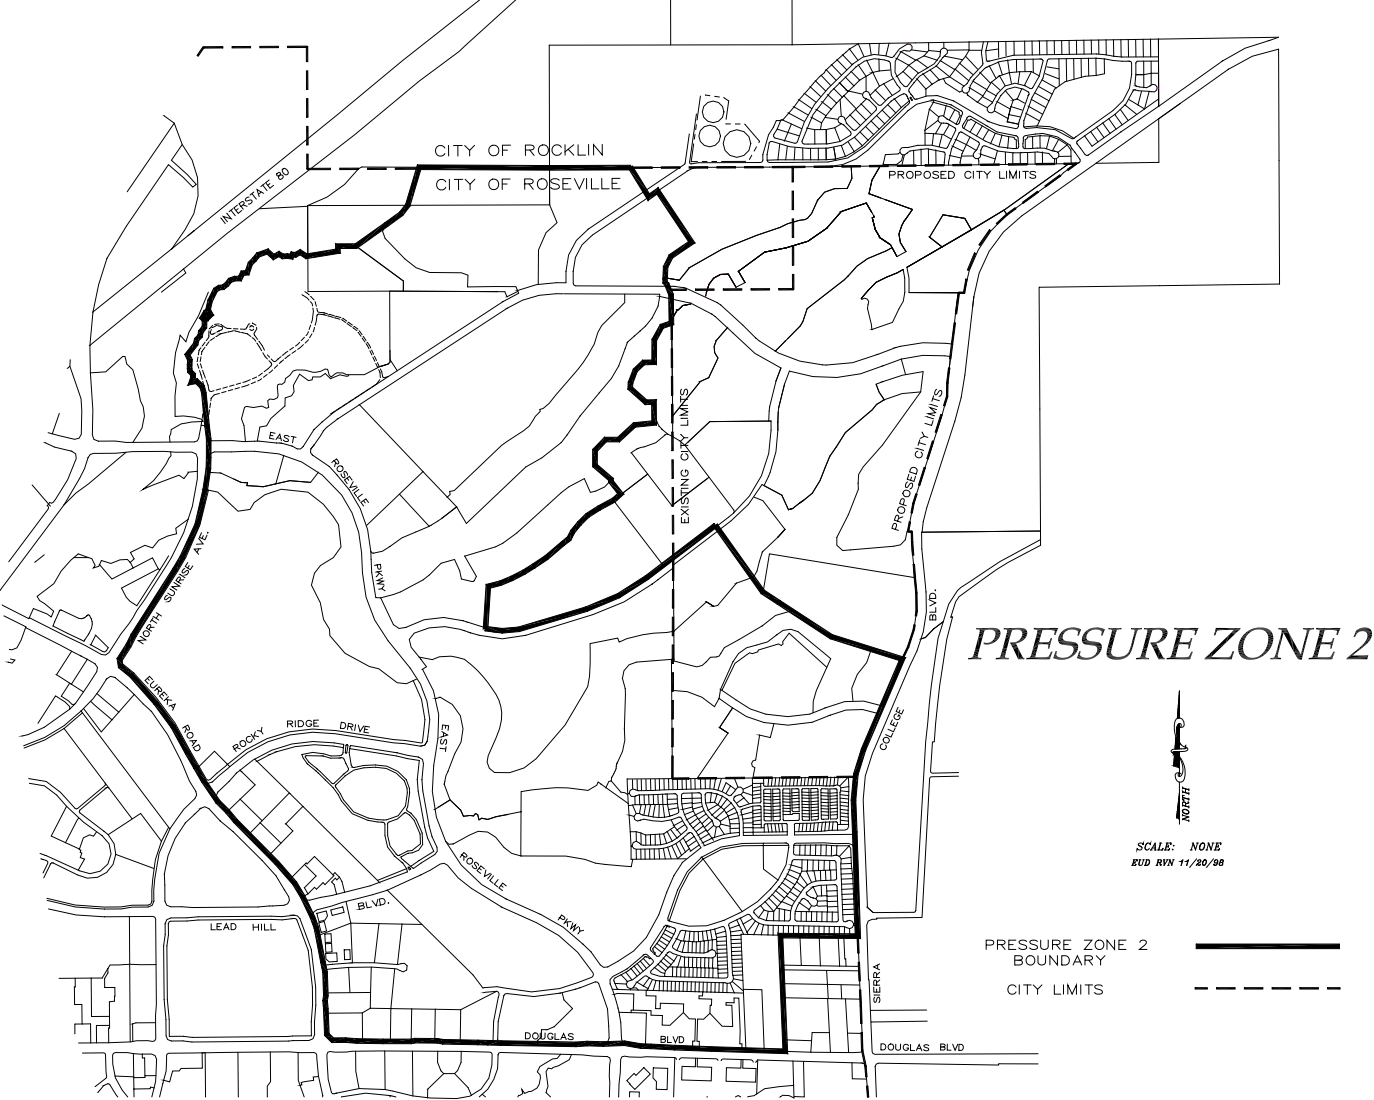 CITY OF ROCKLIN
CITY OF ROSEVILLE
PROPOSED CITY LIMITS
INTERSTATE 80
EAST
ROSEVILLE
PKWY
EXISTING CITY LIMITS
PROPOSED CITY LIMITS
NORTH SUNRISE AVE.
BLVD.
PRESSURE ZONE 2
EUREKA ROAD
ROCKY RIDGE DRIVE
EAST
COLLEGE
NORTH
SCALE: NONE
EUD RVN 11/20/98
ROSEVILLE
PKWY
BLVD.
LEAD HILL
PRESSURE ZONE 2
BOUNDARY
CITY LIMITS
SIERRA
DOUGLAS
BLVD
DOUGLAS BLVD